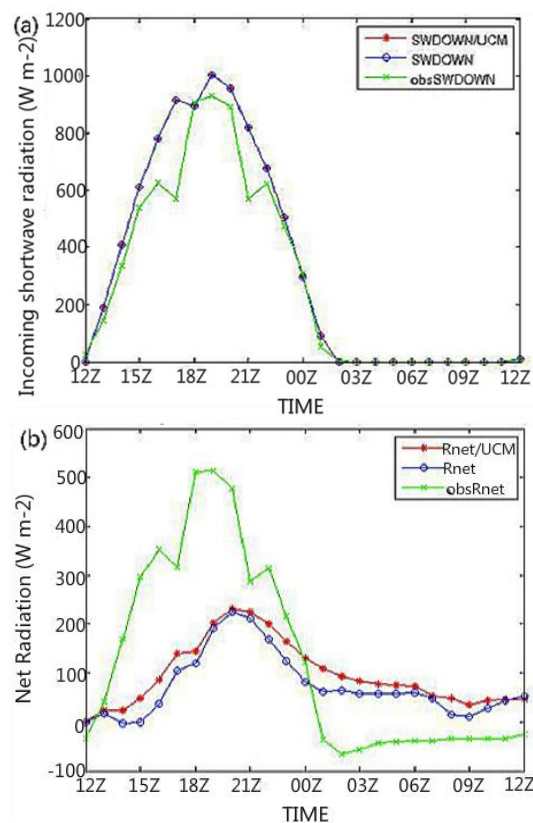 (a)
1200
1000
800
600
400
200
0
Incoming shortwave radiation (W m-2)
SWDOWN/UCM
SWDOWN
obsSWDOWN
12Z 15Z 18Z 21Z 00Z 03Z 06Z 09Z 12Z
TIME
(b)
600
500
400
300
200
100
0
-100
Net Radiation (W m-2)
Rnet/UCM
Rnet
obsRnet
12Z 15Z 18Z 21Z 00Z 03Z 06Z 09Z 12Z
TIME